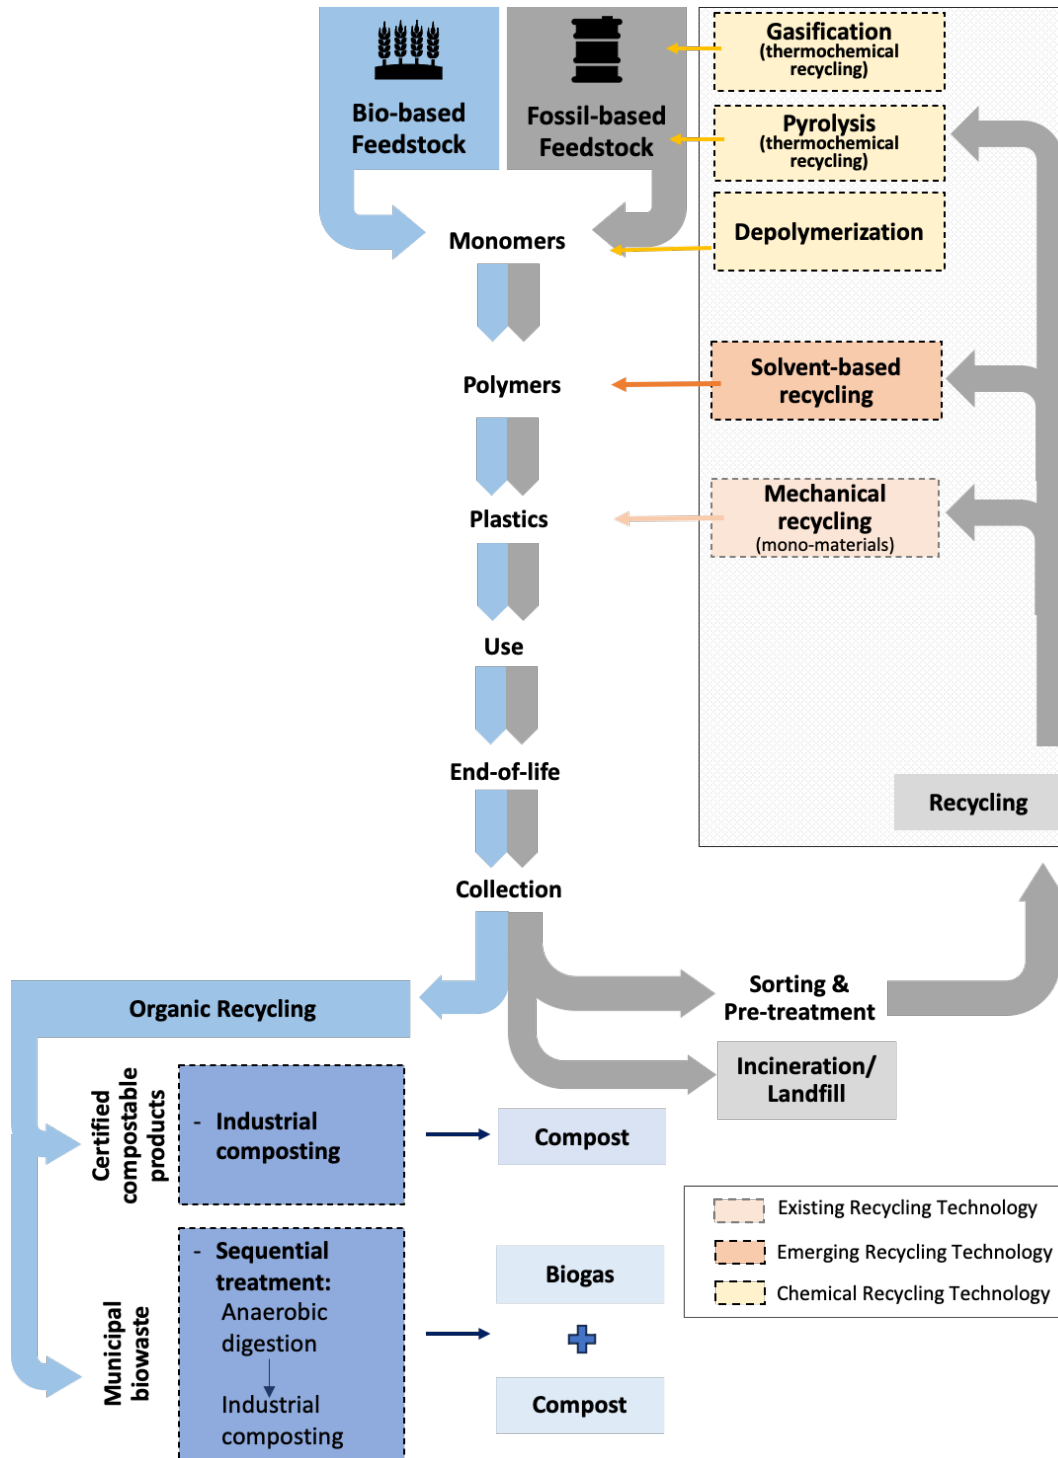 Bio-based
Feedstock
Fossil-based
Feedstock
Gasification
(thermochemical
recycling)
Pyrolysis
(thermochemical
recycling)
Depolymerization
Monomers
Solvent-based
recycling
Polymers
Mechanical
recycling
(mono-materials)
Plastics
Use
End-of-life
Recycling
Collection
Sorting &
Pre-treatment
Incineration/
Landfill
Organic Recycling
Certified
compostable
products
- Industrial
composting
Compost
Municipal
biowaste
- Sequential
treatment:
Anaerobic
digestion
Industrial
composting
Biogas
Compost
Existing Recycling Technology
Emerging Recycling Technology
Chemical Recycling Technology